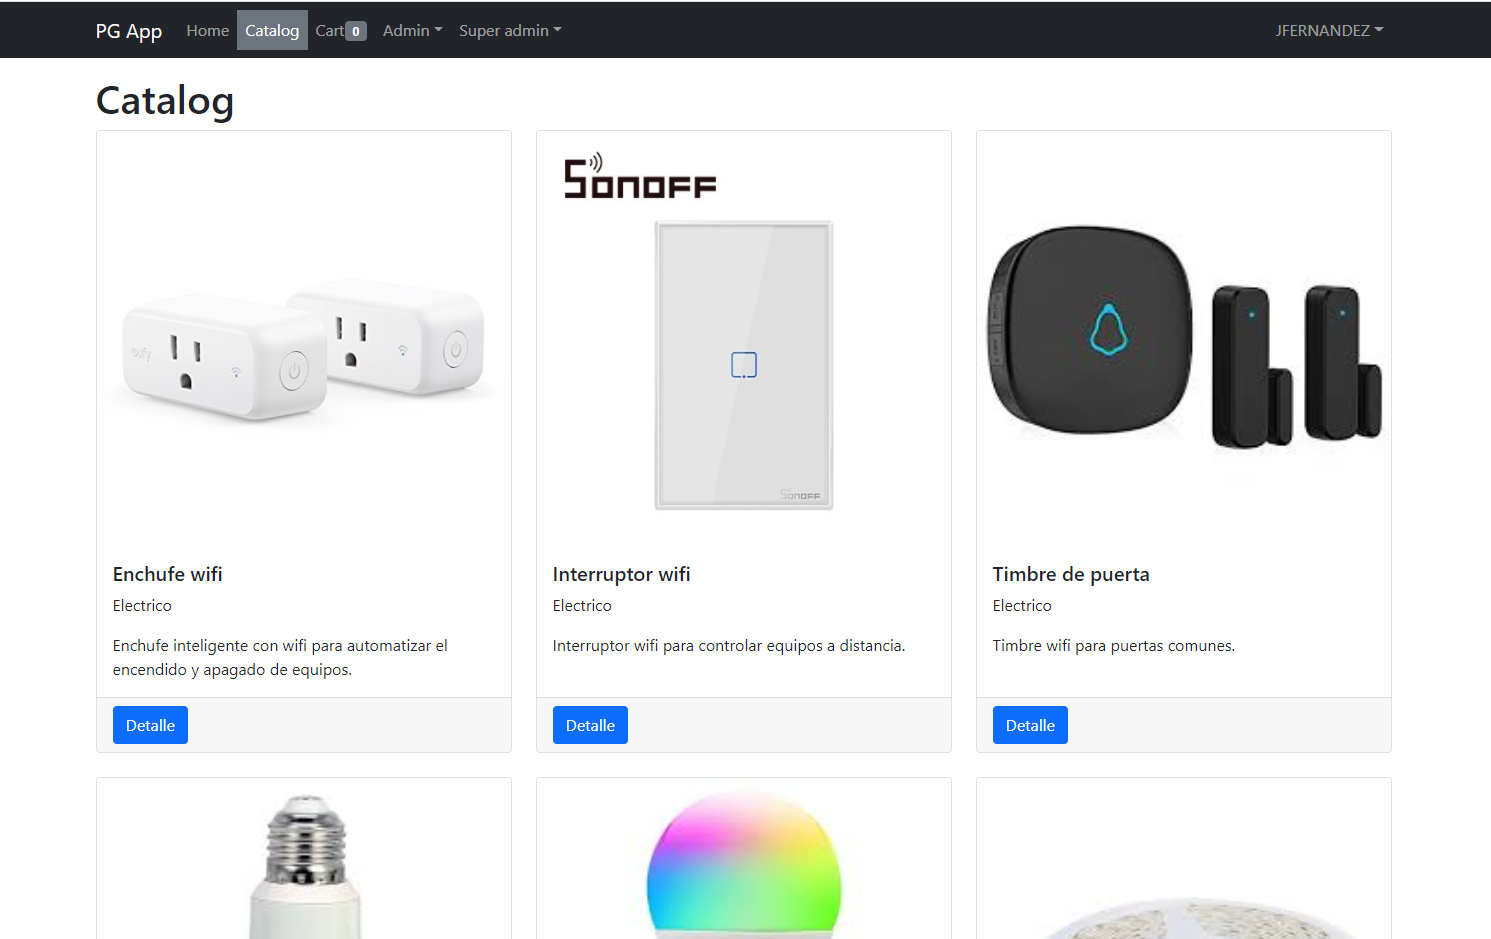 PG App Home Catalog Cart 0 Admin Super admin JFERNANDEZ
Catalog
eufy
SONOFF
SONOFF
Enchufe wifi
Electrico
Enchufe inteligente con wifi para automatizar el
encendido y apagado de equipos.
Detalle
Interruptor wifi
Electrico
Interruptor wifi para controlar equipos a distancia.
Detalle
Timbre de puerta
Electrico
Timbre wifi para puertas comunes.
Detalle